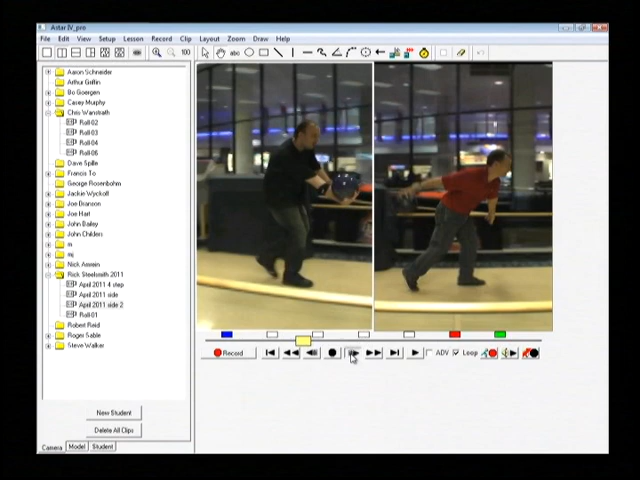 Astar IV_pro
File Edit View Setup Lesson Record Clip Layout Zoom Draw Help
abc 100
Aaron Schneider
Arthur Griffin
Bo Goergen
Casey Murphy
Chris Wanstrath
Roll-02
Roll-03
Roll-04
Roll-05
Dave Spille
Francis To
George Rosenbohm
Jackie Wyckoff
Joe Branson
Joe Hart
John Bailey
John Childers
m
mj
Rick Steelsmith 2011
April 2011 4 step
April 2011 side
April 2011 side 2
Roll-01
Robert Reid
Roger Sable
Steve Walker
Record ADV Loop
New Student
Delete All Clips
Camera Model Student